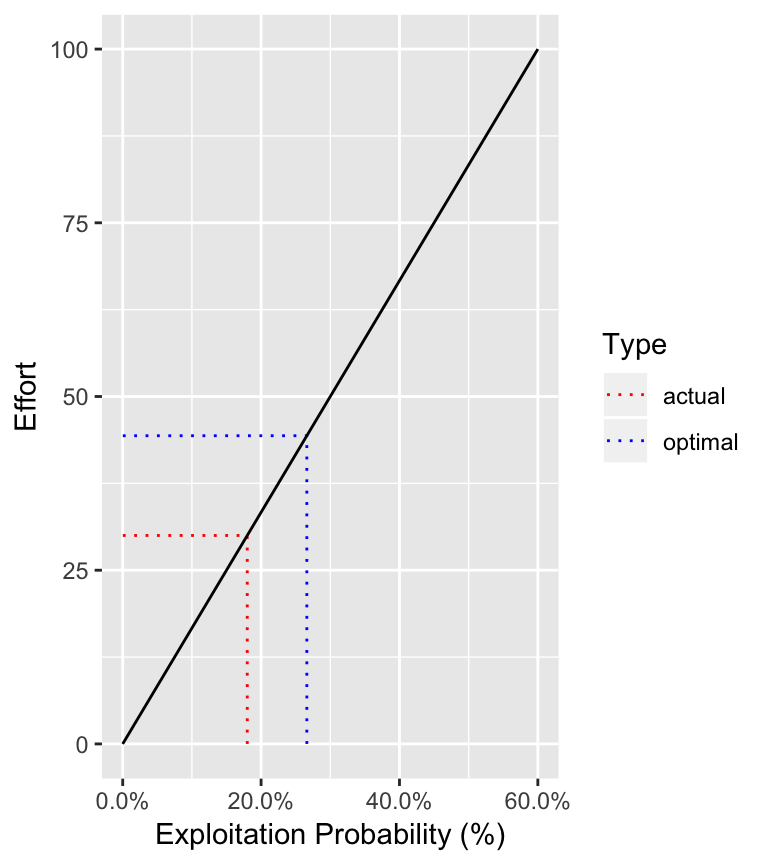 100
75
50
25
0
Effort
0.0%
20.0%
40.0%
60.0%
Exploitation Probability (%)
Type
actual
optimal